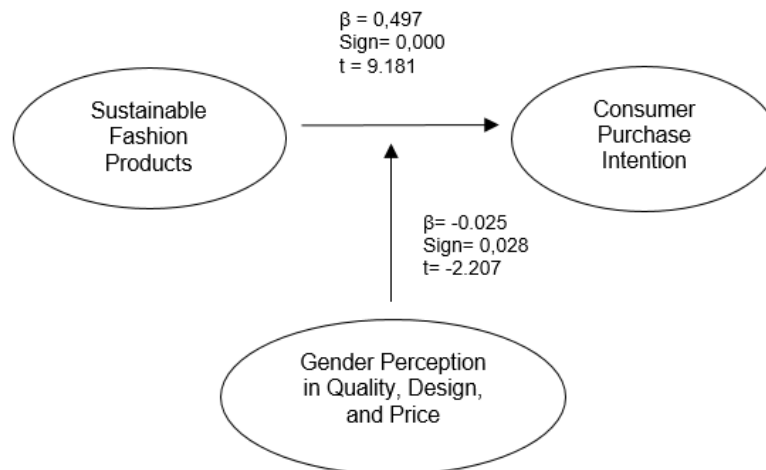 β = 0,497
Sign= 0,000
t = 9.181
Sustainable
Fashion
Products
Consumer
Purchase
Intention
β= -0.025
Sign= 0,028
t= -2.207
Gender Perception
in Quality, Design,
and Price